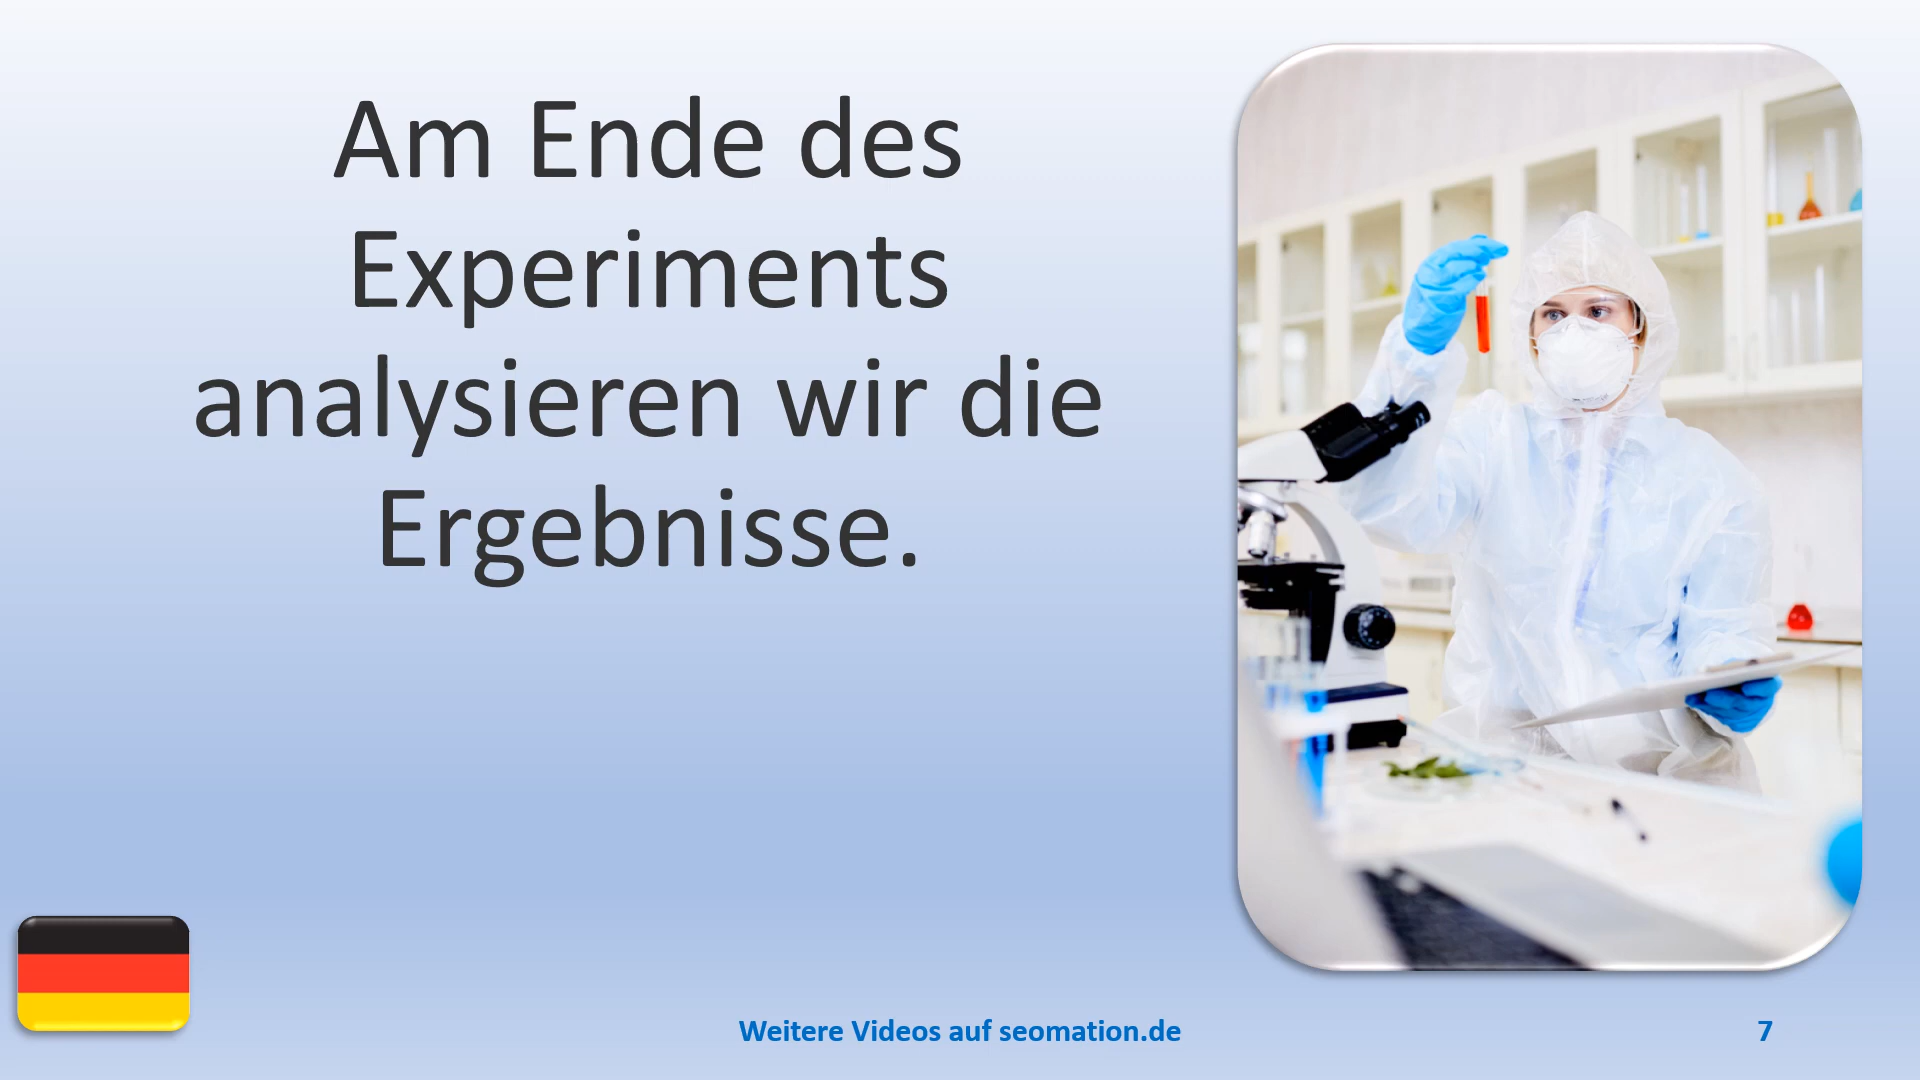 Am Ende des
Experiments
analysieren wir die
Ergebnisse.
Weitere Videos auf seomation.de
7